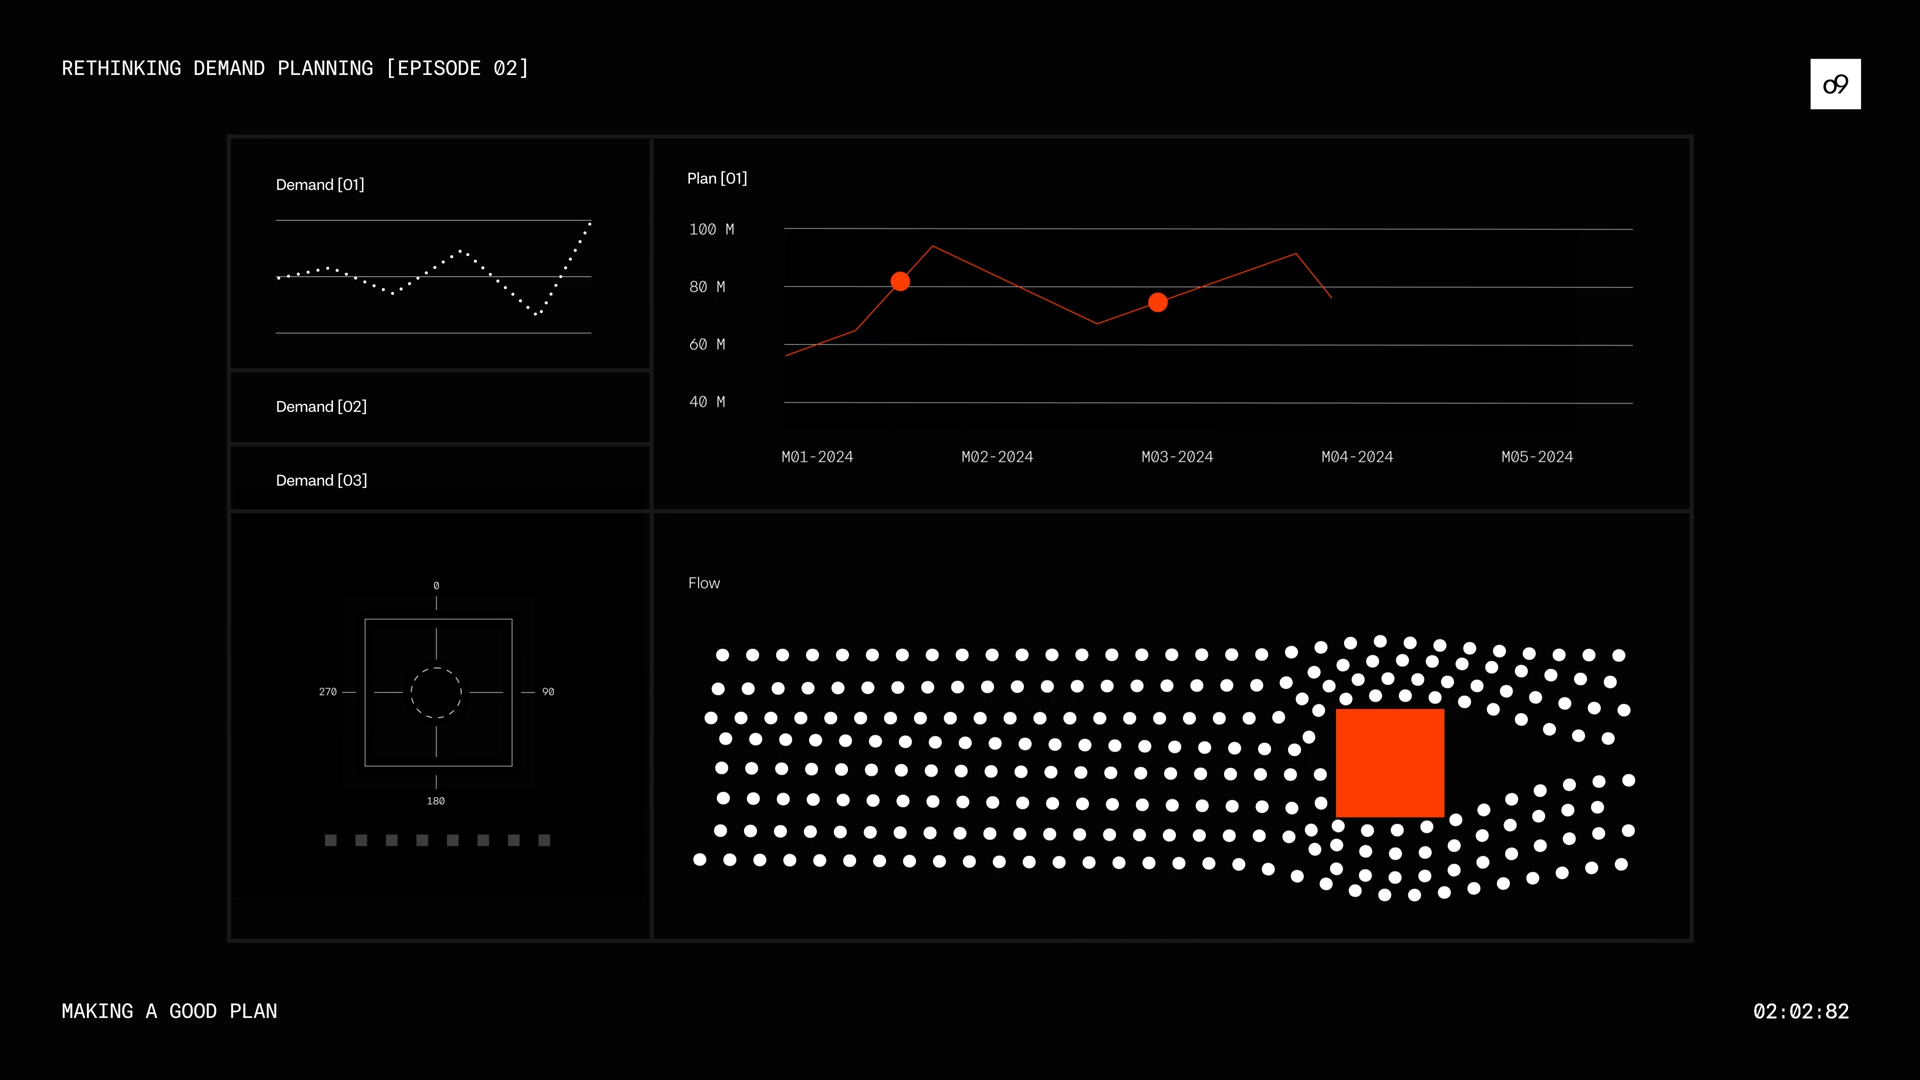 RETHINKING DEMAND PLANNING [EPISODE 02]
o9
Demand [01]
Demand [02]
Demand [03]
Plan [01]
100 M
80 M
60 M
40 M
M01-2024 M02-2024 M03-2024 M04-2024 M05-2024
0
270 90
180
Flow
MAKING A GOOD PLAN
02:02:82